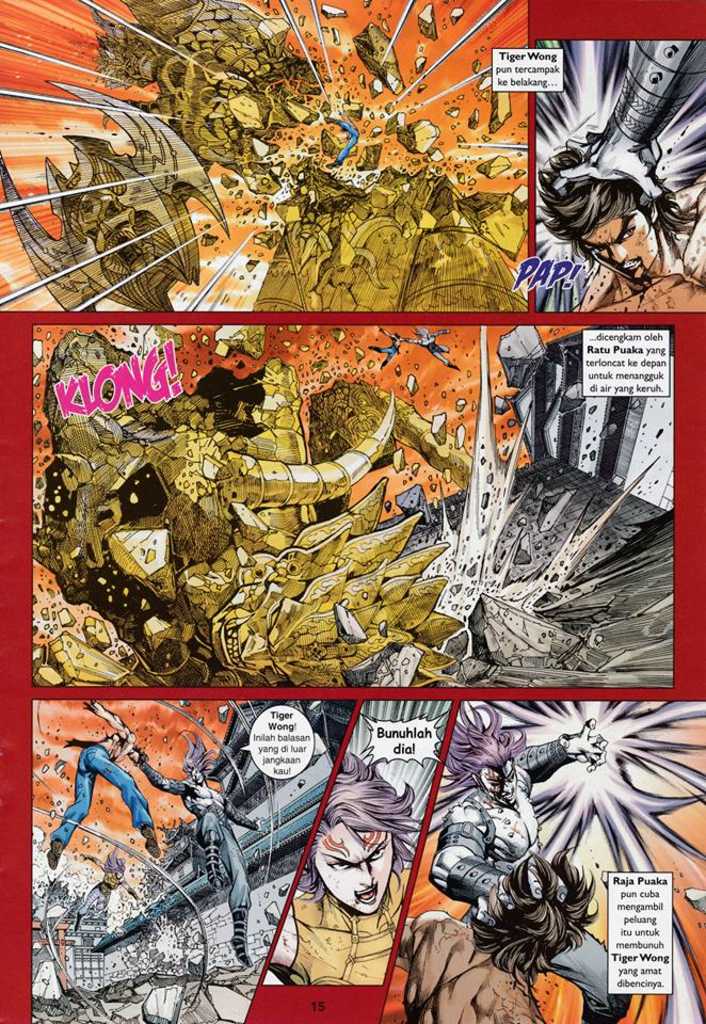 Tiger Wong
pun tercampak
ke belakang...
PAP!
KLONG!
...dicengkam oleh
Ratu Puaka yang
terloncat ke depan
untuk menangguk
di air yang keruh.
Tiger
Wong!
Inilah balasan
yang di luar
jangkaan
kau!
Bunuhlah
dia!
Raja Puaka
mengambil
peluang
itu untuk
membunuh
Tiger Wong
yang amat
dibencinya.
15